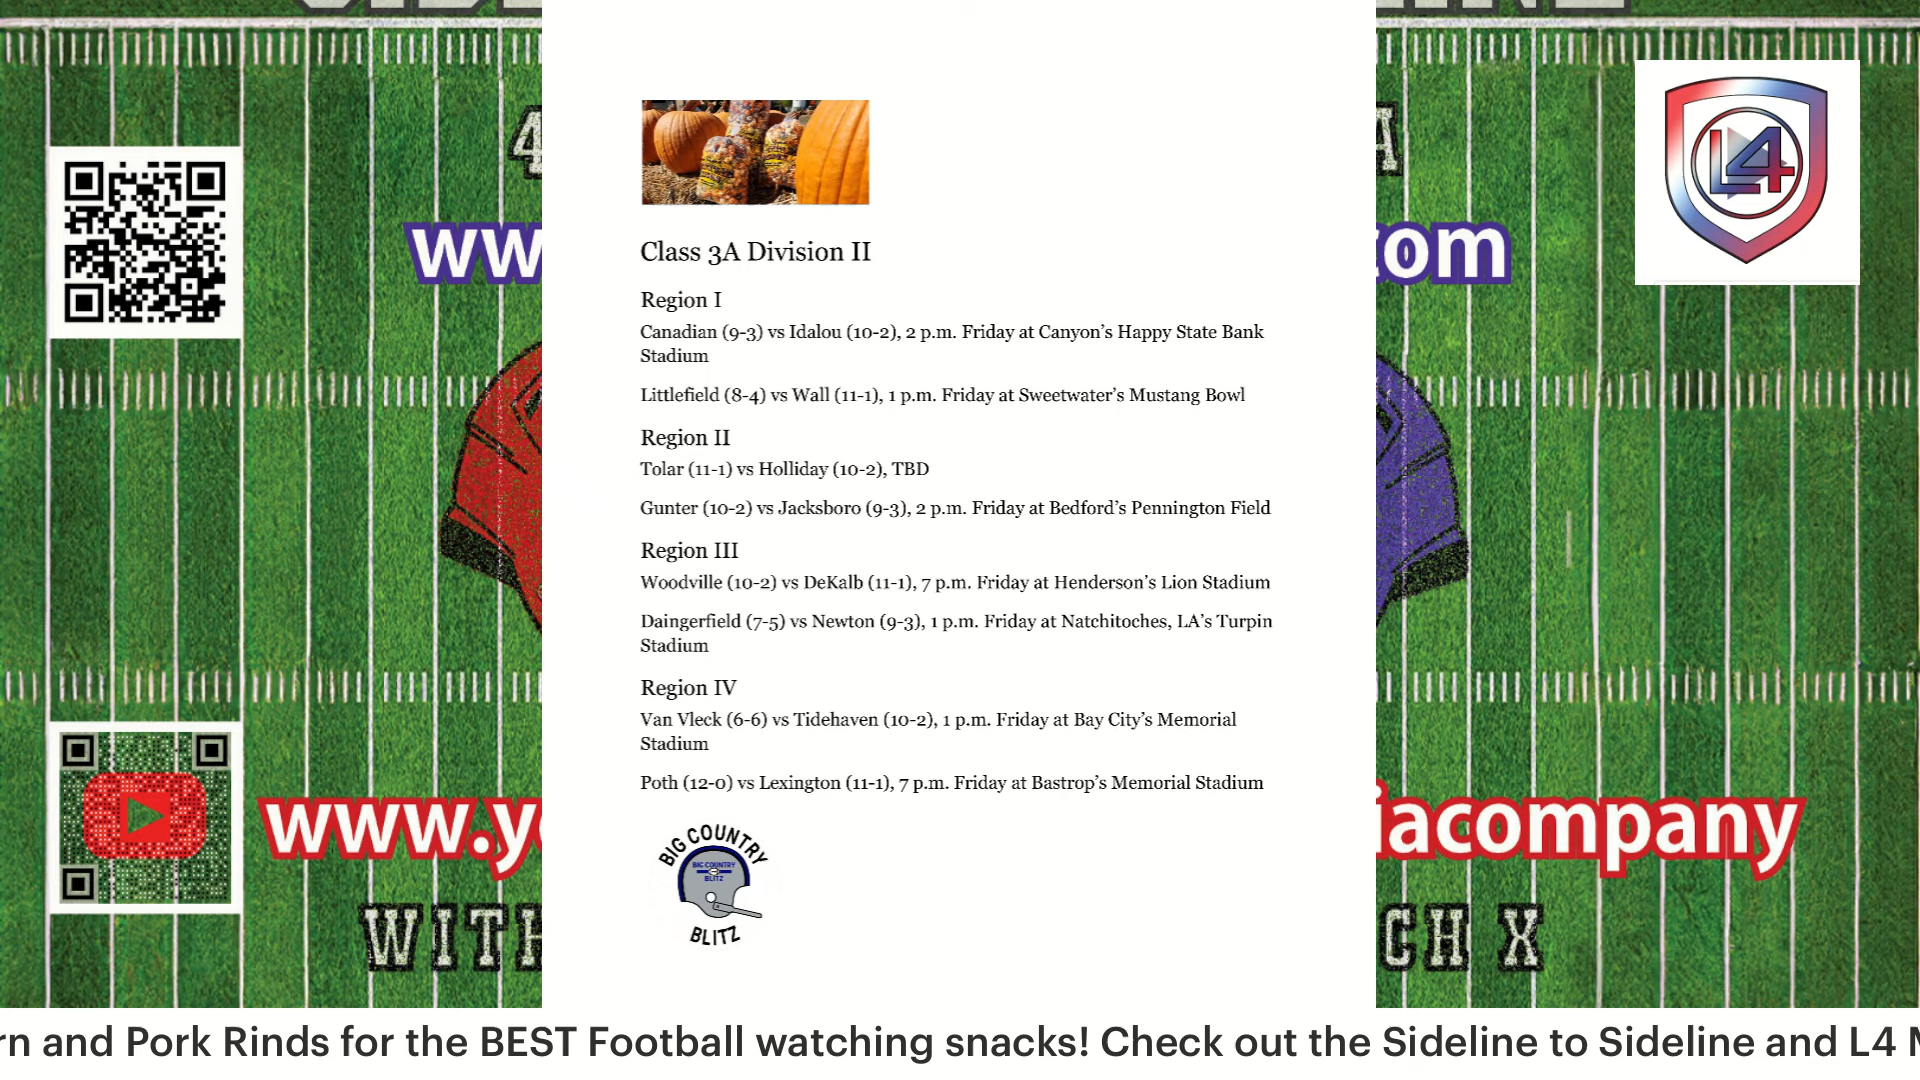 ww
com
L4
Class 3A Division II
Region I
Canadian (9-3) vs Idalou (10-2), 2 p.m. Friday at Canyon's Happy State Bank
Stadium
Littlefield (8-4) vs Wall (11-1), 1 p.m. Friday at Sweetwater's Mustang Bowl
Region II
Tolar (11-1) vs Holliday (10-2), TBD
Gunter (10-2) vs Jacksboro (9-3), 2 p.m. Friday at Bedford's Pennington Field
Region III
Woodville (10-2) vs DeKalb (11-1), 7 p.m. Friday at Henderson's Lion Stadium
Daingerfield (7-5) vs Newton (9-3), 1 p.m. Friday at Natchitoches, LA's Turpin
Stadium
Region IV
Van Vleck (6-6) vs Tidehaven (10-2), 1 p.m. Friday at Bay City's Memorial
Stadium
Poth (12-0) vs Lexington (11-1), 7 p.m. Friday at Bastrop's Memorial Stadium
www.y
iacompany
BIG COUNTRY
BIG COUNTRY
BLITZ
BLITZ
WITH
CH X
rn and Pork Rinds for the BEST Football watching snacks! Check out the Sideline to Sideline and L4 M